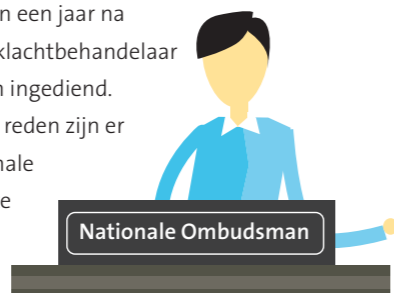 n een jaar na
klachtbehandelaar
n ingediend.
reden zijn er
nale
e
Nationale Ombudsman